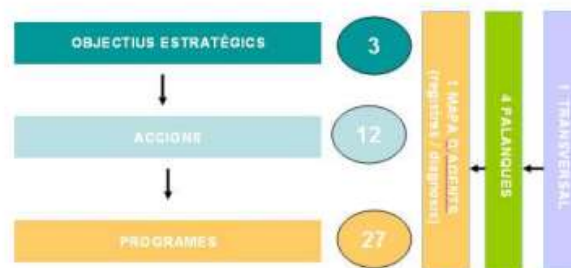 OBJECTIUS ESTRATÈGICS
3
ACCIONS
12
PROGRAMES
27
1 MAPA D'AGENTS
(registres / diagnosis)
4 PALANQUES
1 TRANSVERSAL